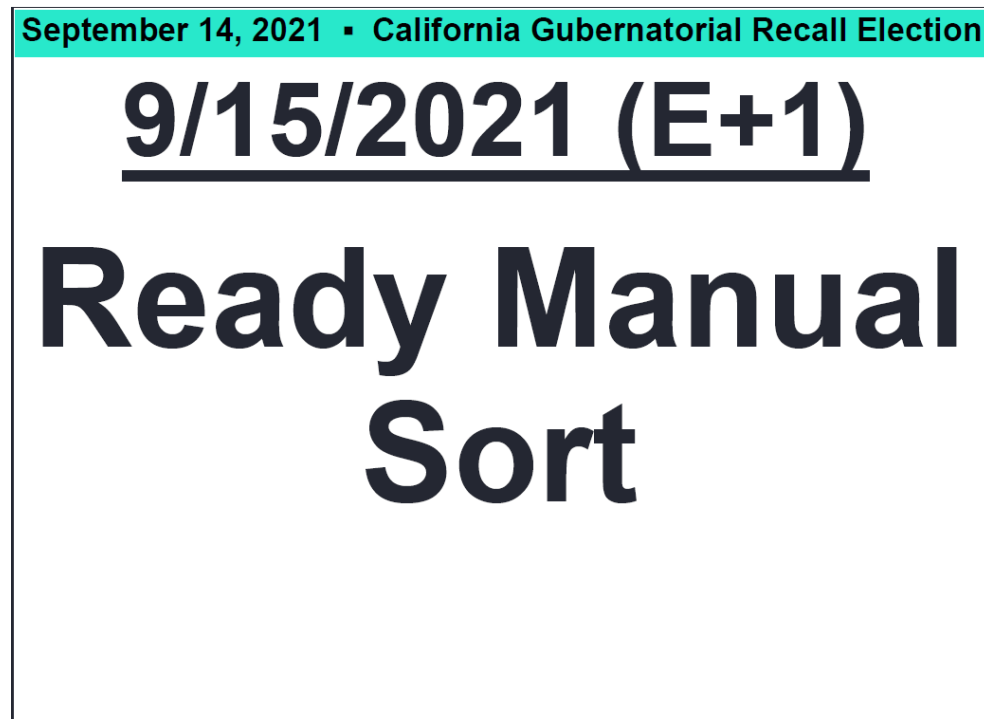 September 14, 2021 ▪ California Gubernatorial Recall Election
9/15/2021 (E+1)
Ready Manual
Sort